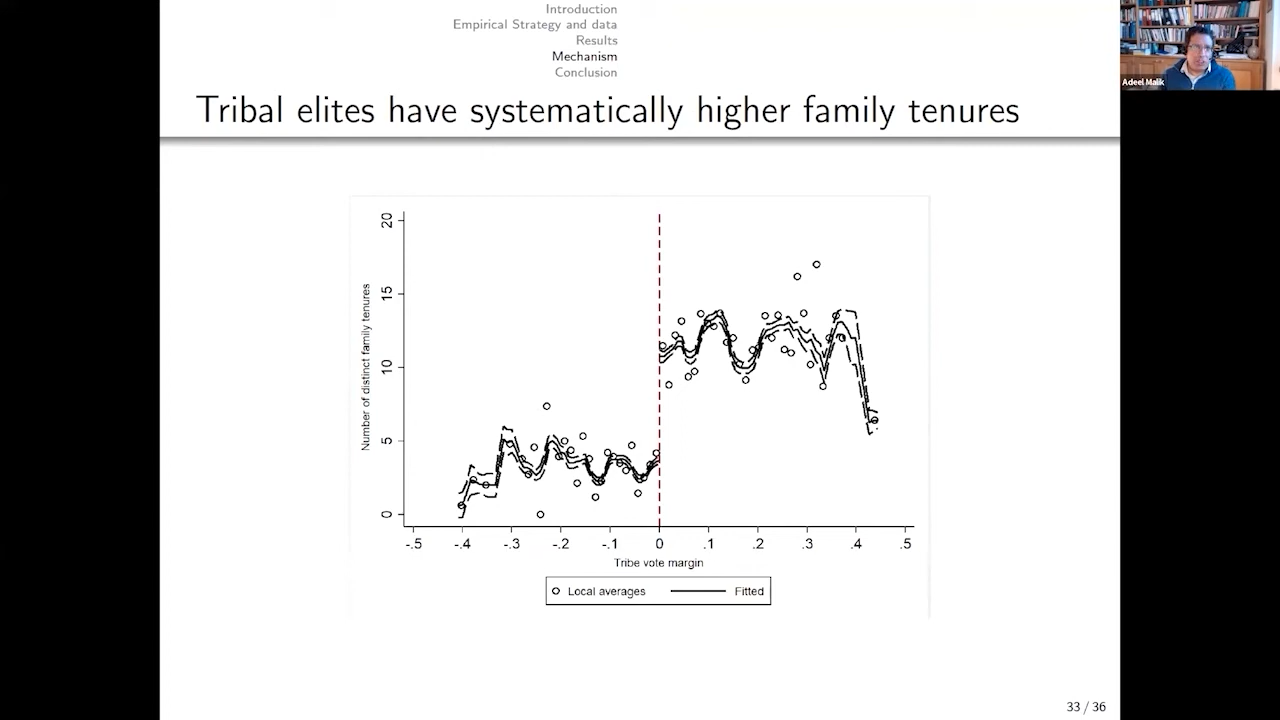 Introduction
Empirical Strategy and data
Results
Mechanism
Conclusion
Adeel Malik
Tribal elites have systematically higher family tenures
Number of distinct family tenures
20
15
10
5
0
-.5 -.4 -.3 -.2 -.1 0 .1 .2 .3 .4 .5
Tribe vote margin
Local averages Fitted
33 / 36